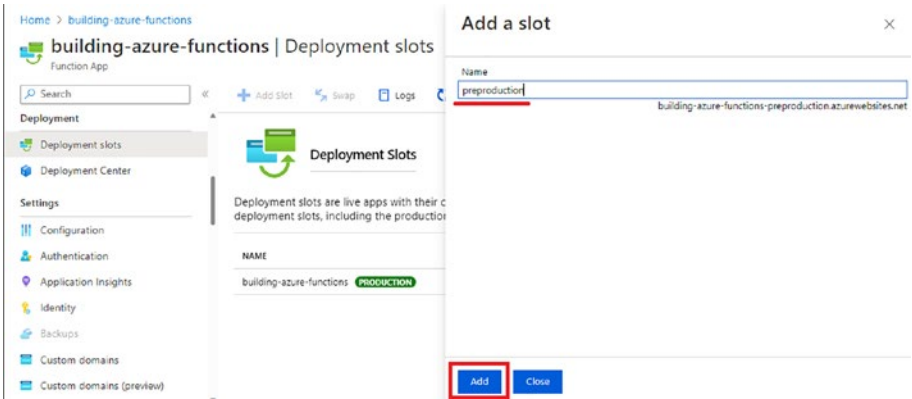 Home > building-azure-functions
building-azure-functions | Deployment slots
Function App
Search
«
Add Slot
Swap
Logs
Deployment
Deployment slots
Deployment Center
Settings
Configuration
Authentication
Application Insights
Identity
Backups
Custom domains
Custom domains (preview)
Deployment Slots
Deployment slots are live apps with their
deployment slots, including the production
NAME
building-azure-functions PRODUCTION
Add a slot
Name
preproduction
building-azure-functions-preproduction.azurewebsites.net
Add
Close